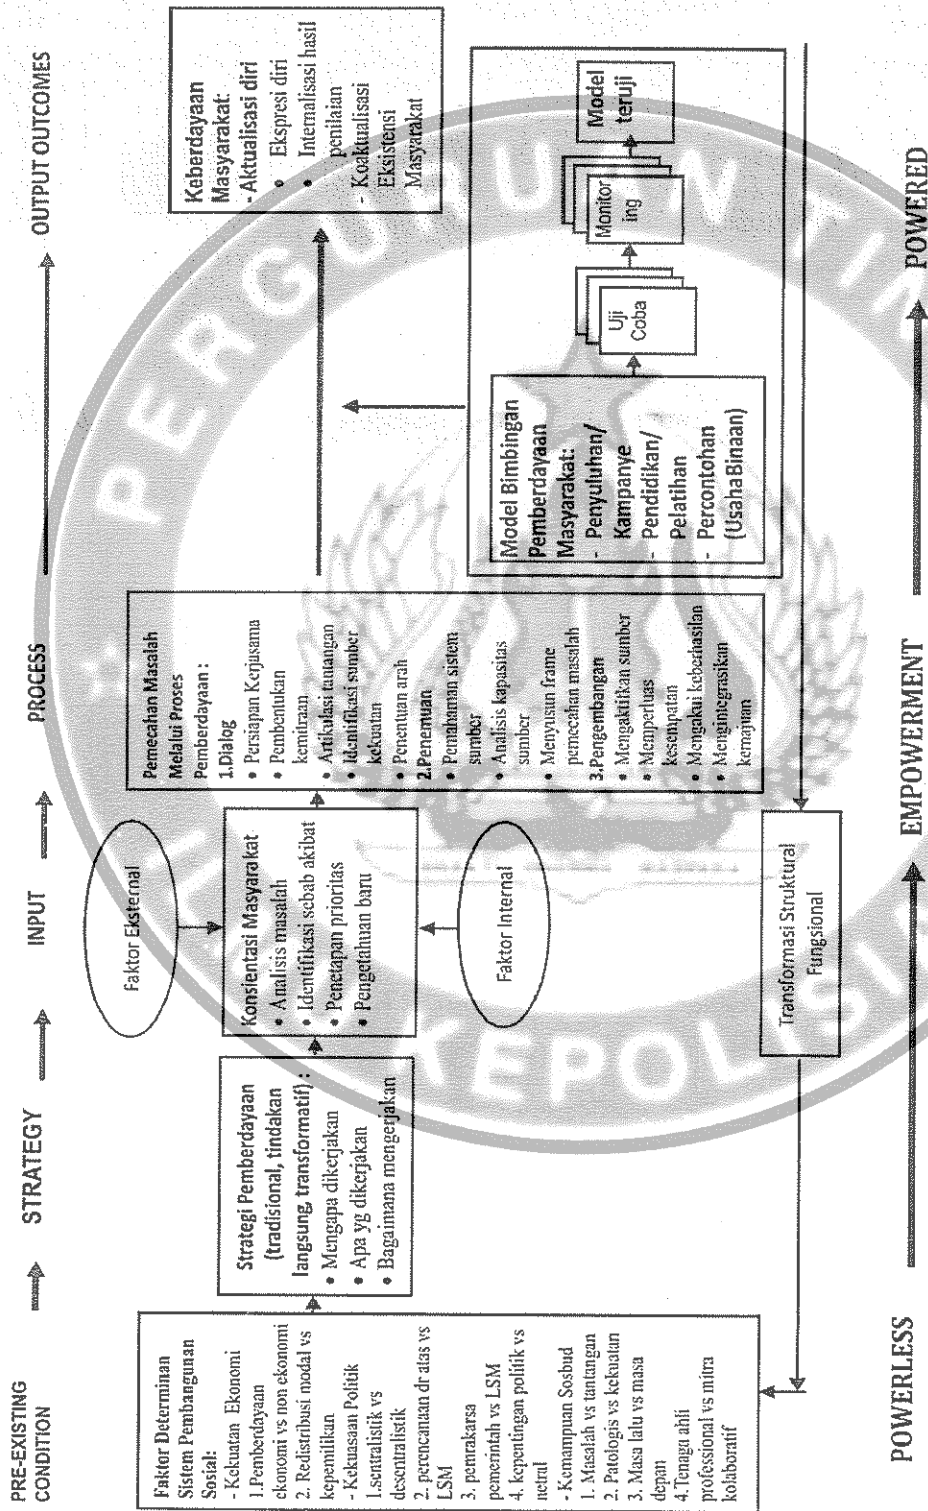 PRE-EXISTING
CONDITION
STRATEGY
INPUT
PROCESS
OUTPUT OUTCOMES
Faktor Determinan
Sistem Pembangunan
Sosial:
- Kekuatan Ekonomi
1.Pemberdayaan
ekonomi vs non ekonomi
2. Redistribusi modal vs
kepemilikan
- Kekuasaan Politik
1.sentralistik vs
desentralistik
2. perencanaan dr atas vs
LSM
3. pemrakarsa
pemerintah vs LSM
4. kepentingan politik vs
netral
- Kemampuan Sosbud
1. Masalah vs tantangan
2. Patologis vs kekuatan
3. Masa lalu vs masa
depan
4.Tenaga ahli
professional vs mitra
kolaboratif
Strategi Pemberdayaan
(tradisional, tindakan
langsung, transformatif) :
• Mengapa dikerjakan
• Apa yg dikerjakan
• Bagaimana mengerjakan
Faktor Eksternal
Konsientasi Masyarakat
• Analisis masalah
• Identifikasi sebab akibat
• Penetapan prioritas
• Pengetahuan baru
Faktor Internal
Pemecahan Masalah
Melalui Proses
Pemberdayaan :
1.Dialog
• Persiapan Kerjusama
• Pembentukan
kemitraan
• Artikulasi tantangan
• Identifikasi sumber
kekuatan
• Penentuan arah
2.Penemuan
• Pemahaman sistem
sumber
• Analisis kapasitas
sumber
• Menyusun frame
pemecahan masalah
3.Pengembangan
• Mengaktifkan sumber
• Memperluas
kesempatan
• Mengakui keberhasilan
• Mengintegrasikan
kemajuan
Keberdayaan
Masyarakat:
- Aktualisasi diri
• Ekspresi diri
• Internalisasi hasil
penilaian
- Koaktualisasi
Eksistensi
Masyarakat
Model Bimbingan
Pemberdayaan
Masyarakat:
- Penyuluhan/
Kampanye
- Pendidikan/
Pelatihan
- Percontohan
(Usaha Binaan)
Uji
Coba
Monitor
ing
Model
teruji
Transformasi Struktural
Fungsional
POWERLESS
EMPOWERMENT
POWERED
PERGURUAN TIN
KEPOLISI